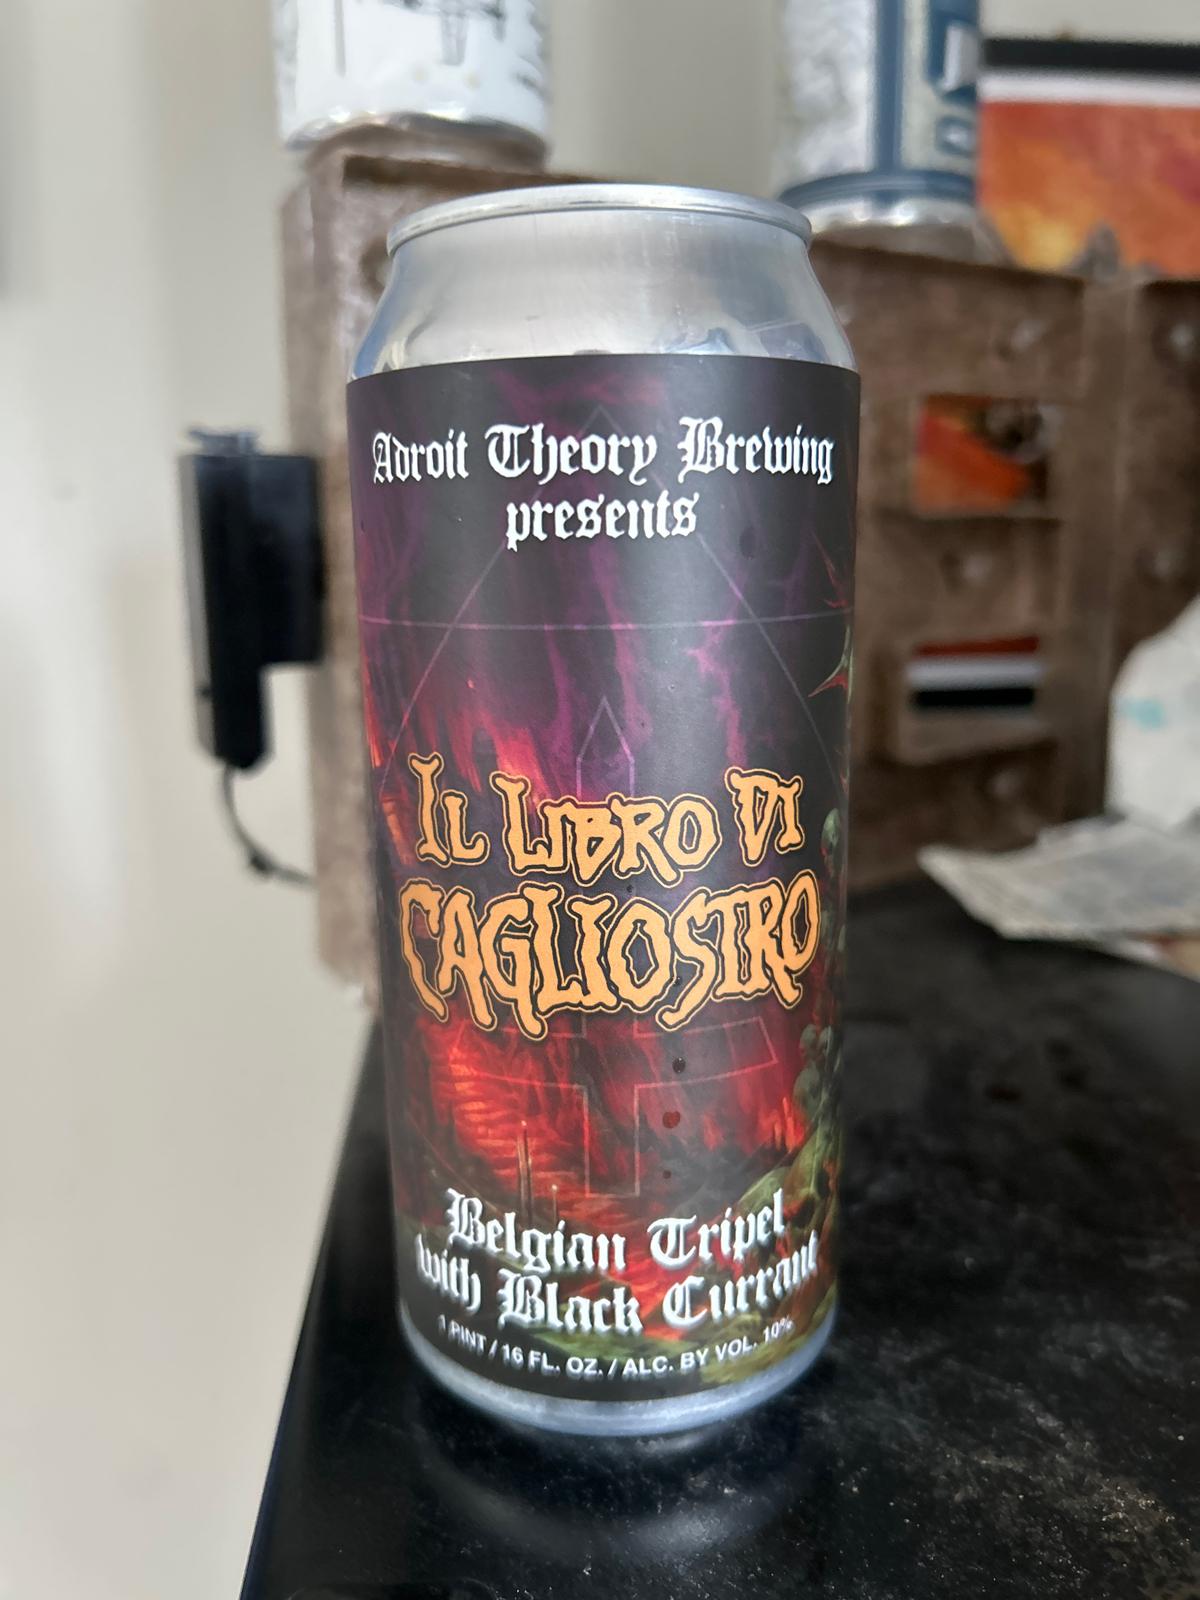 Adroit Theory Brewing
presents
IL LIBRO DI
CAGLIOSTRO
Belgian Tripel
with Black Currant
1 PINT / 16 FL. OZ. / ALC. BY VOL. 10%